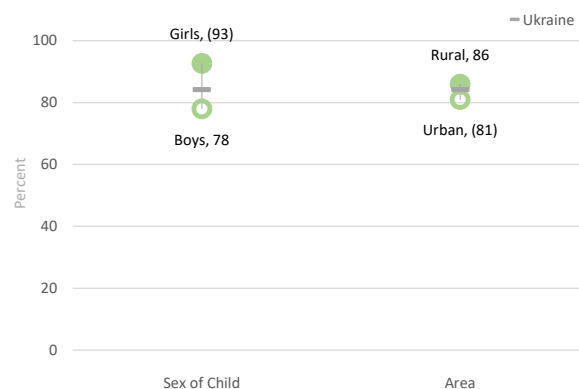 Ukraine
100
80
60
40
20
0
Percent
Girls, (93)
Boys, 78
Rural, 86
Urban, (81)
Sex of Child
Area